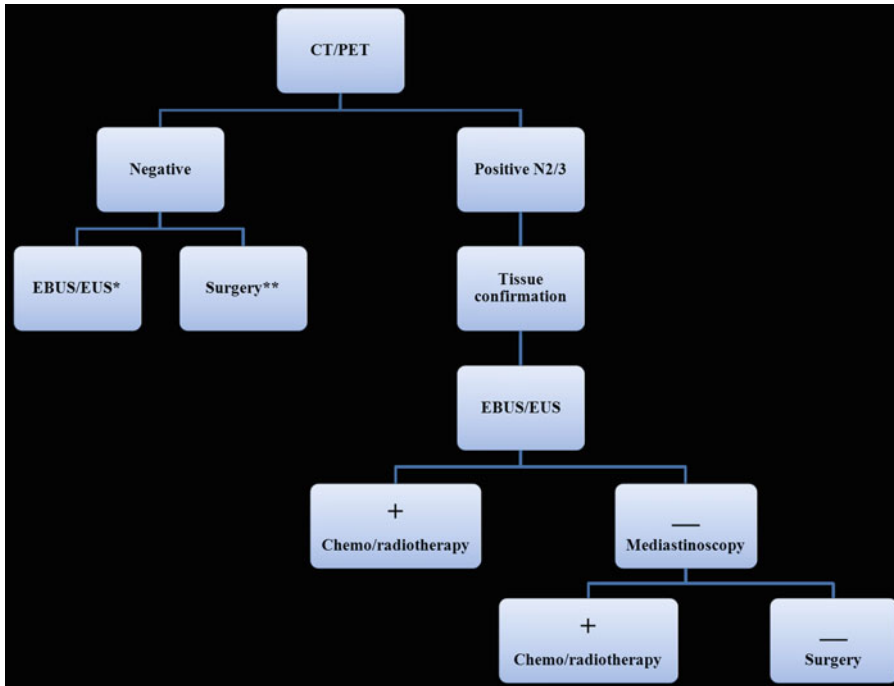 CT/PET
Negative
Positive N2/3
EBUS/EUS*
Surgery**
Tissue
confirmation
EBUS/EUS
+
Chemo/radiotherapy
—
Mediastinoscopy
+
Chemo/radiotherapy
—
Surgery